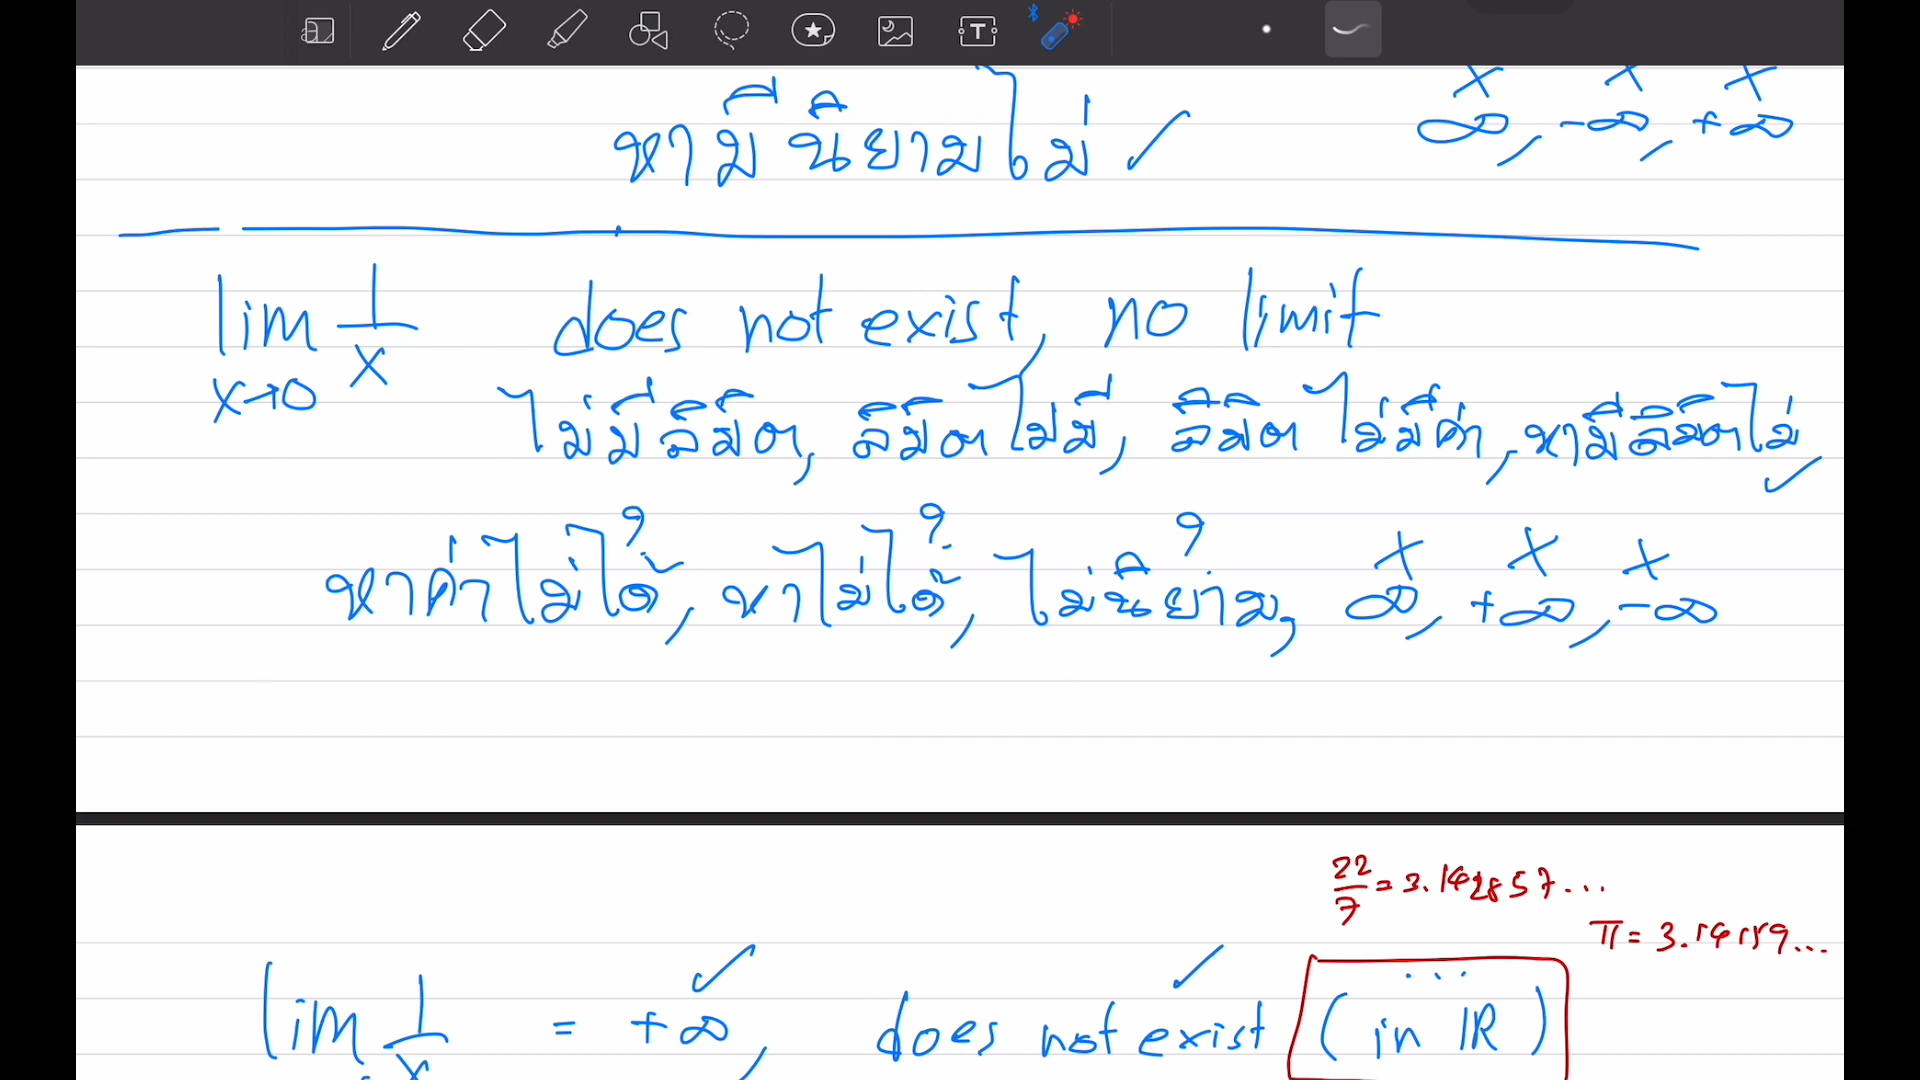 x x x
หามีนิยามไม่ ✓ ∞, -∞, +∞
lim 1/x does not exist, no limit
x→0
ไม่มีลิมิต, ลิมิตไม่มี, ลิมิตไม่มีค่า, หามีลิมิตไม่ ✓
? ? ? x x x
หาค่าไม่ได้, หาไม่ได้, ไม่นิยาม, ∞, +∞, -∞
22/7 = 3.142857...
π = 3.14159...
✓ ✓ ...
lim 1/x = +∞, does not exist (in ℝ)